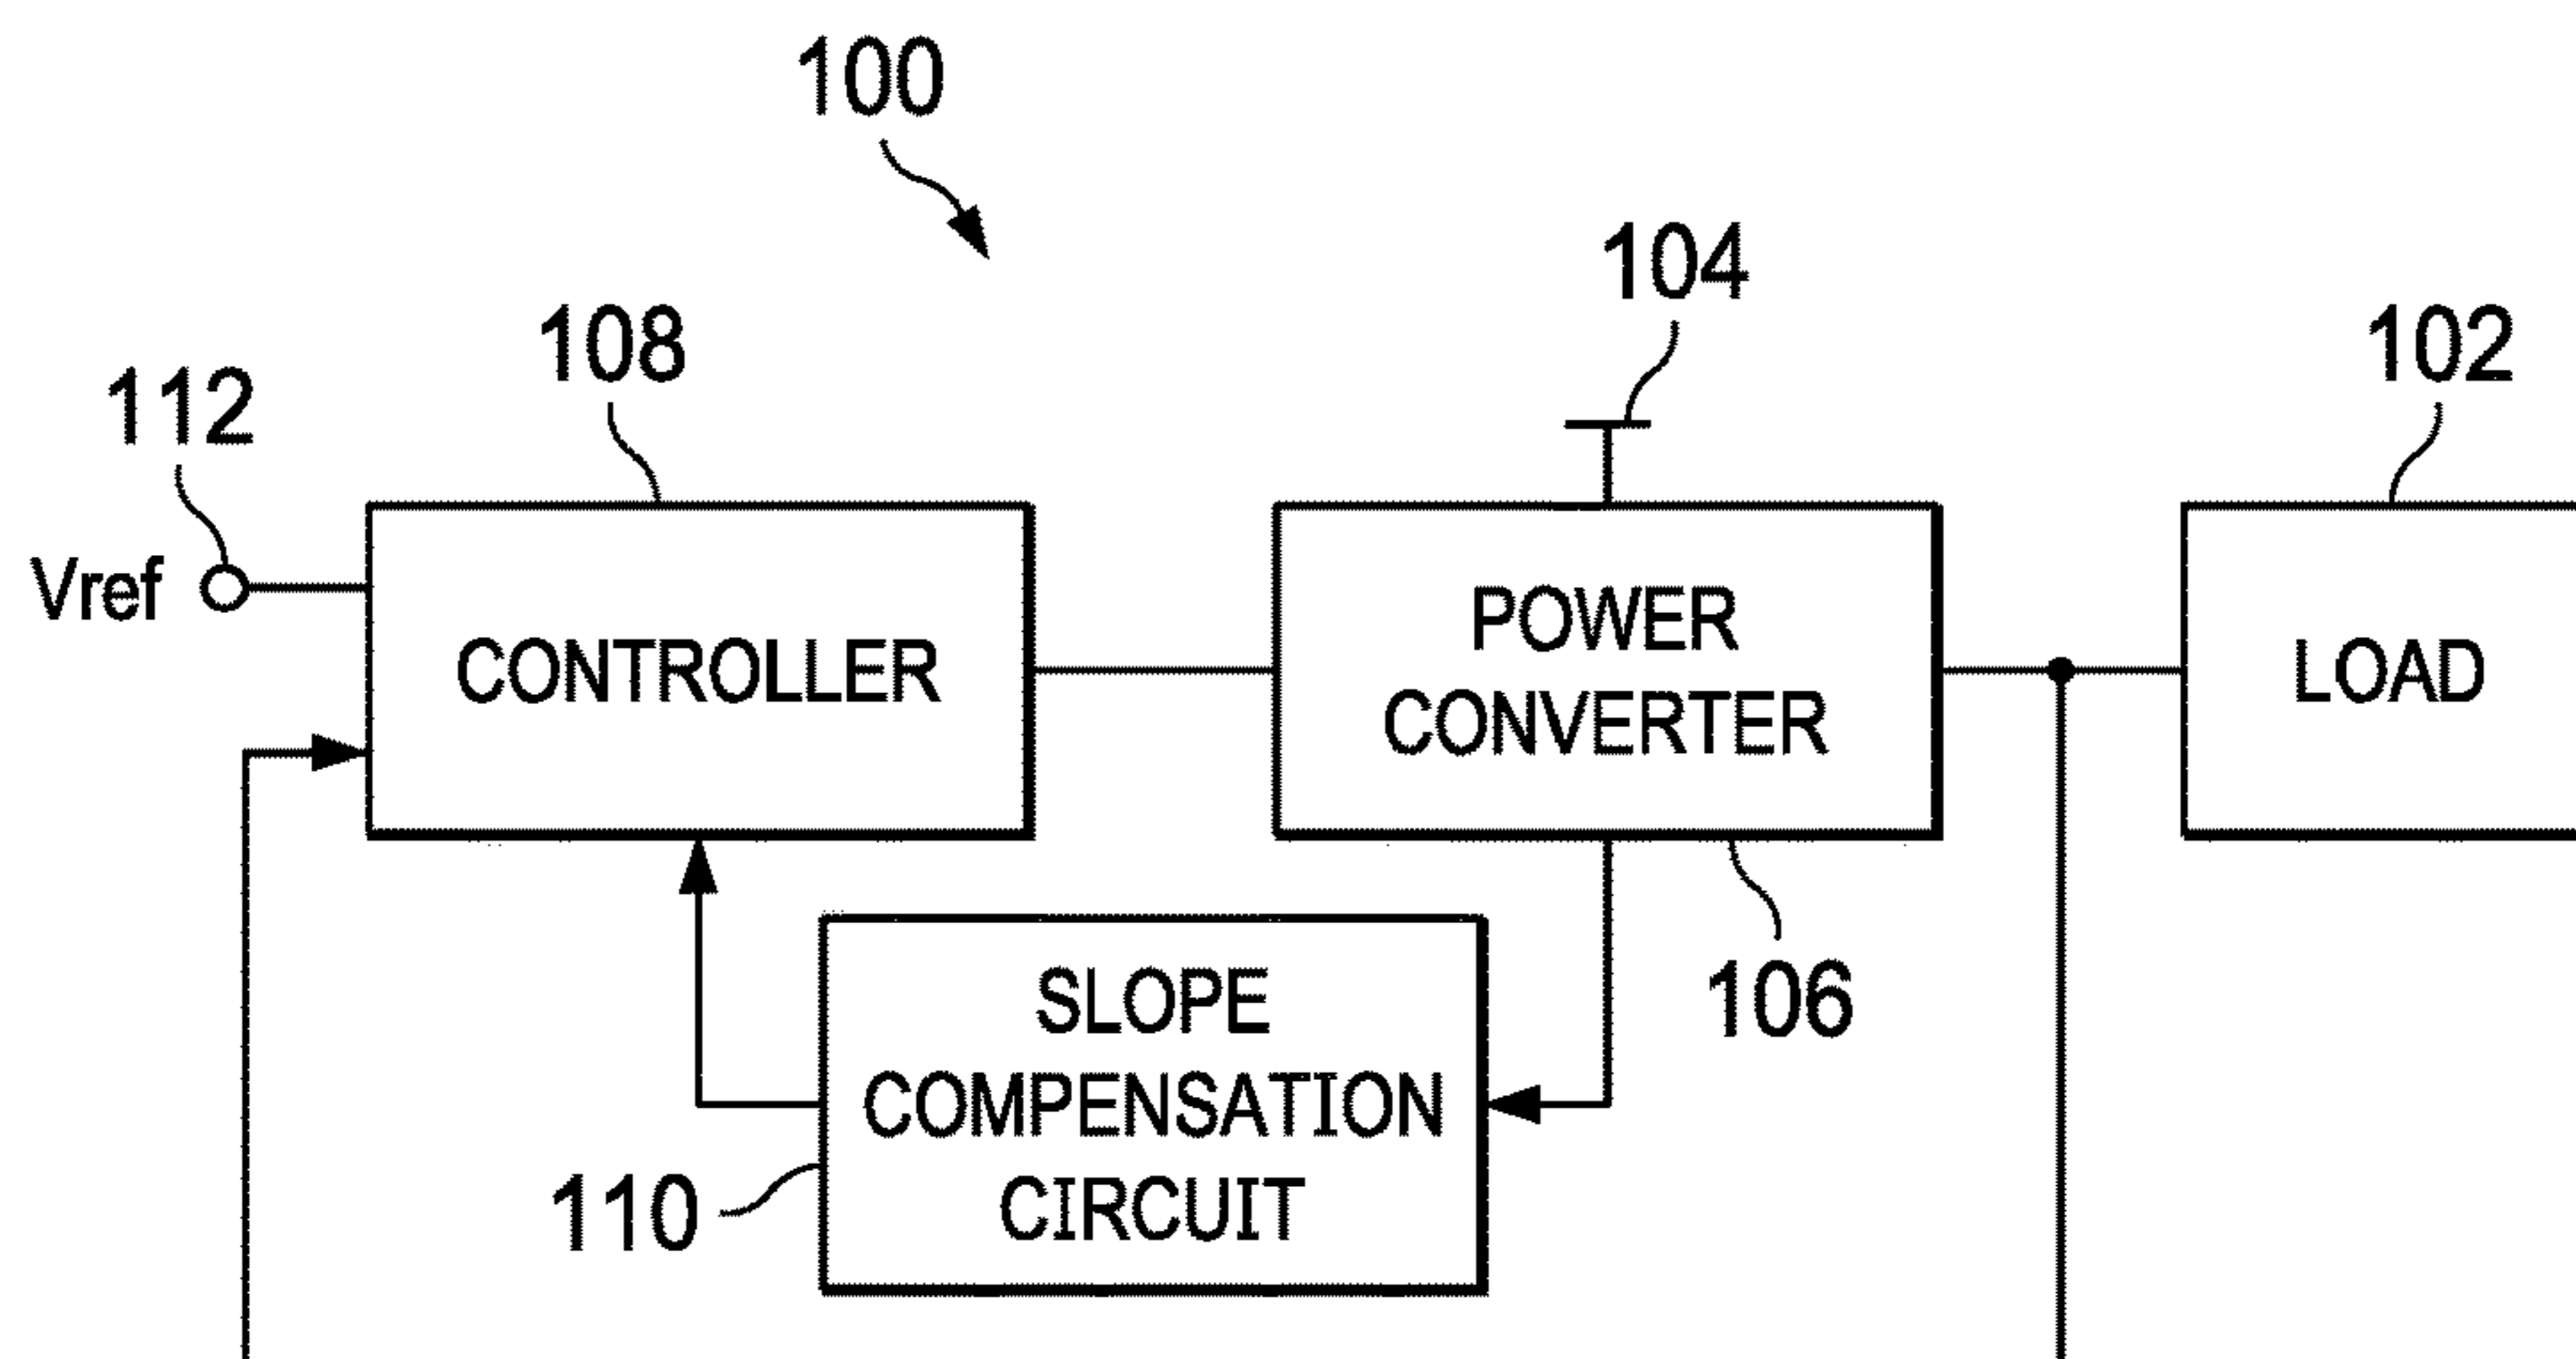 100
104
108
102
112
Vref
CONTROLLER
POWER
CONVERTER
LOAD
SLOPE
COMPENSATION
CIRCUIT
106
110